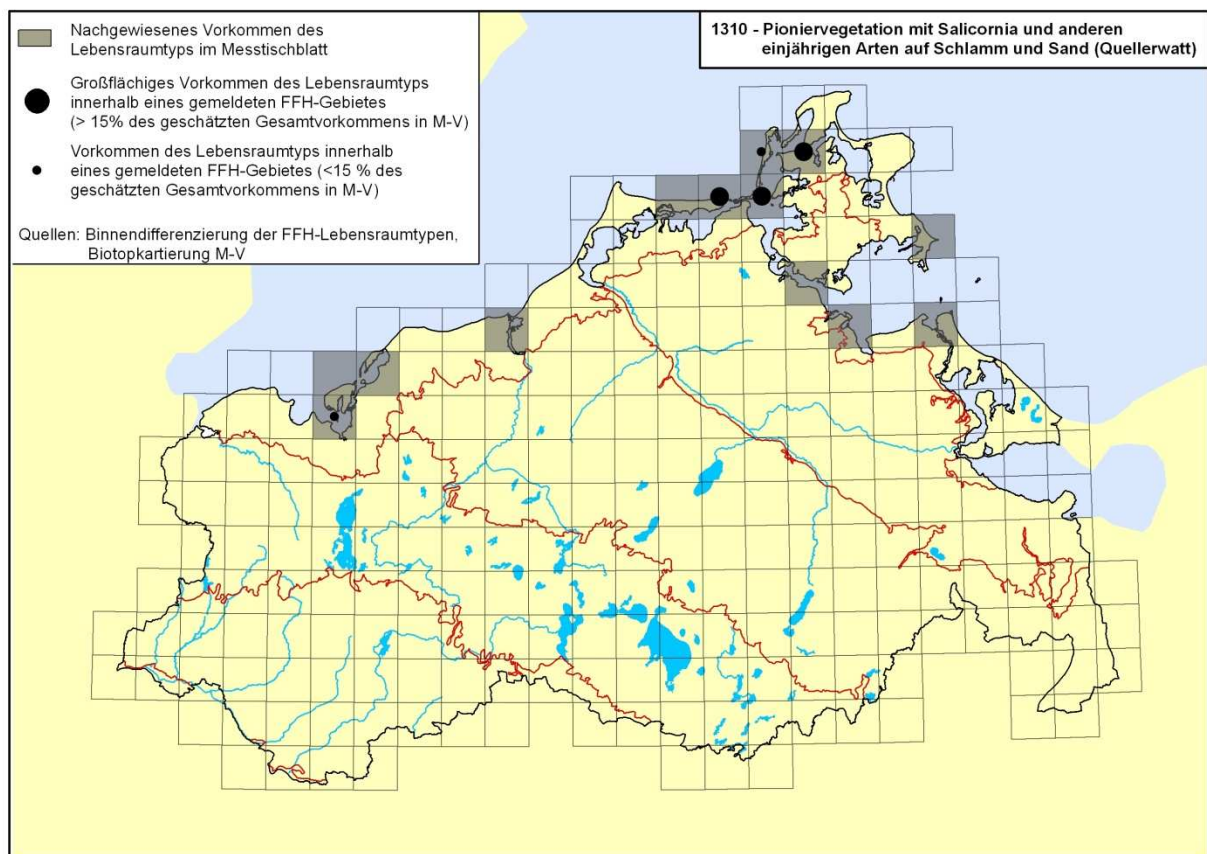 Nachgewiesenes Vorkommen des
Lebensraumtyps im Messtischblatt
Großflächiges Vorkommen des Lebensraumtyps
innerhalb eines gemeldeten FFH-Gebietes
(> 15% des geschätzten Gesamtvorkommens in M-V)
Vorkommen des Lebensraumtyps innerhalb
eines gemeldeten FFH-Gebietes (<15 % des
geschätzten Gesamtvorkommens in M-V)
Quellen: Binnendifferenzierung der FFH-Lebensraumtypen,
Biotopkartierung M-V
1310 - Pioniervegetation mit Salicornia und anderen
einjährigen Arten auf Schlamm und Sand (Quellerwatt)